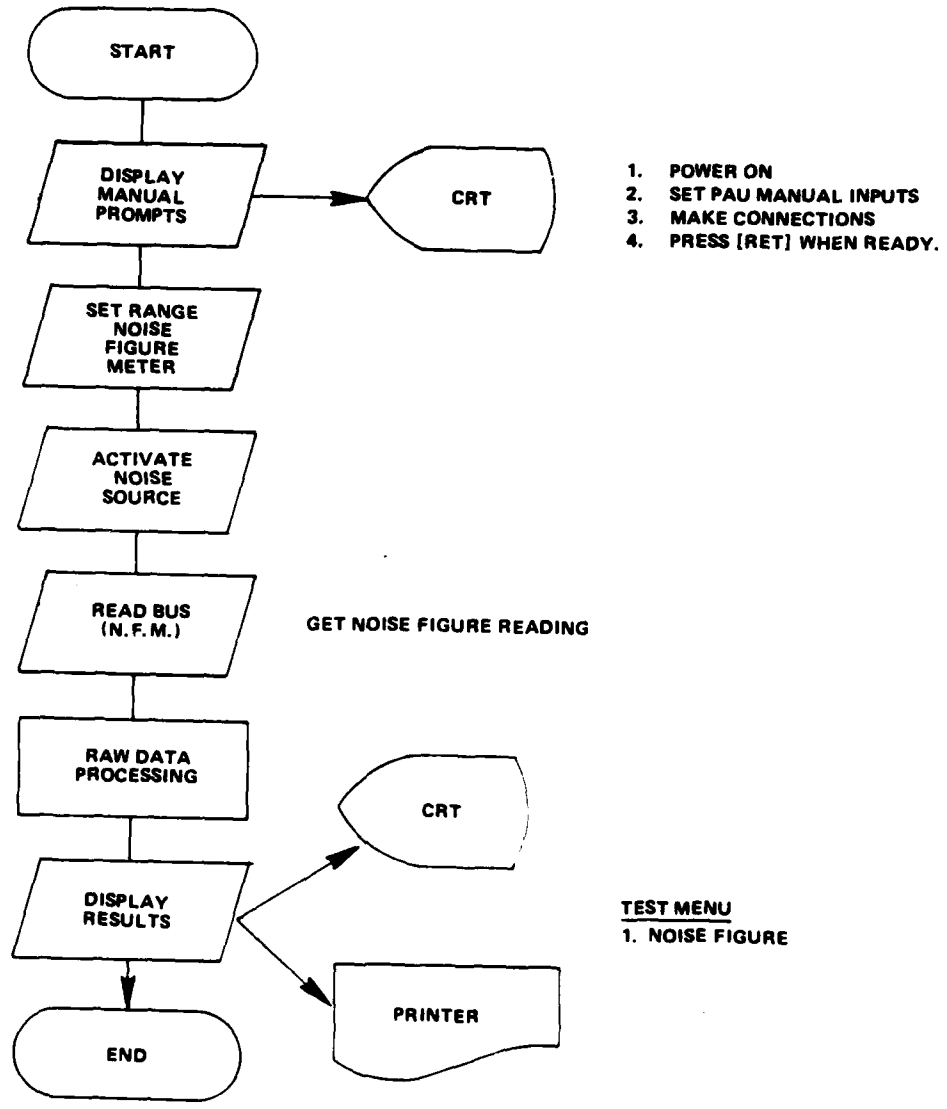 START
DISPLAY
MANUAL
PROMPTS
CRT
1. POWER ON
2. SET PAU MANUAL INPUTS
3. MAKE CONNECTIONS
4. PRESS [RET] WHEN READY.
SET RANGE
NOISE
FIGURE
METER
ACTIVATE
NOISE
SOURCE
READ BUS
(N.F.M.)
GET NOISE FIGURE READING
RAW DATA
PROCESSING
CRT
DISPLAY
RESULTS
TEST MENU
1. NOISE FIGURE
PRINTER
END